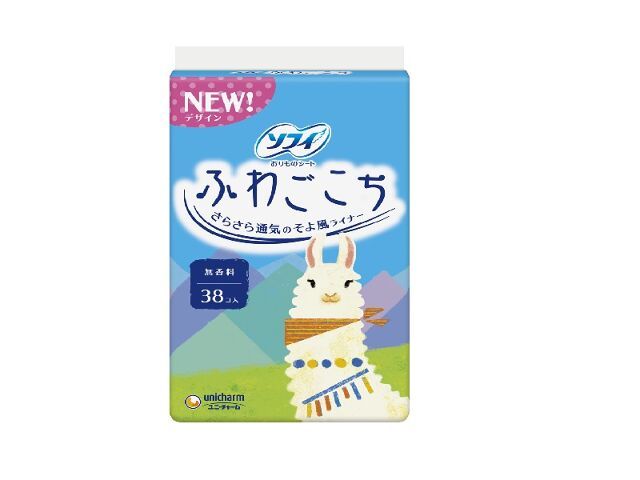 NEW!
デザイン
ソフィ
おりものシート
ふわごこち
さらさら通気のそよ風ライナー
無香料
38コ入
unicharm
ユニ・チャーム